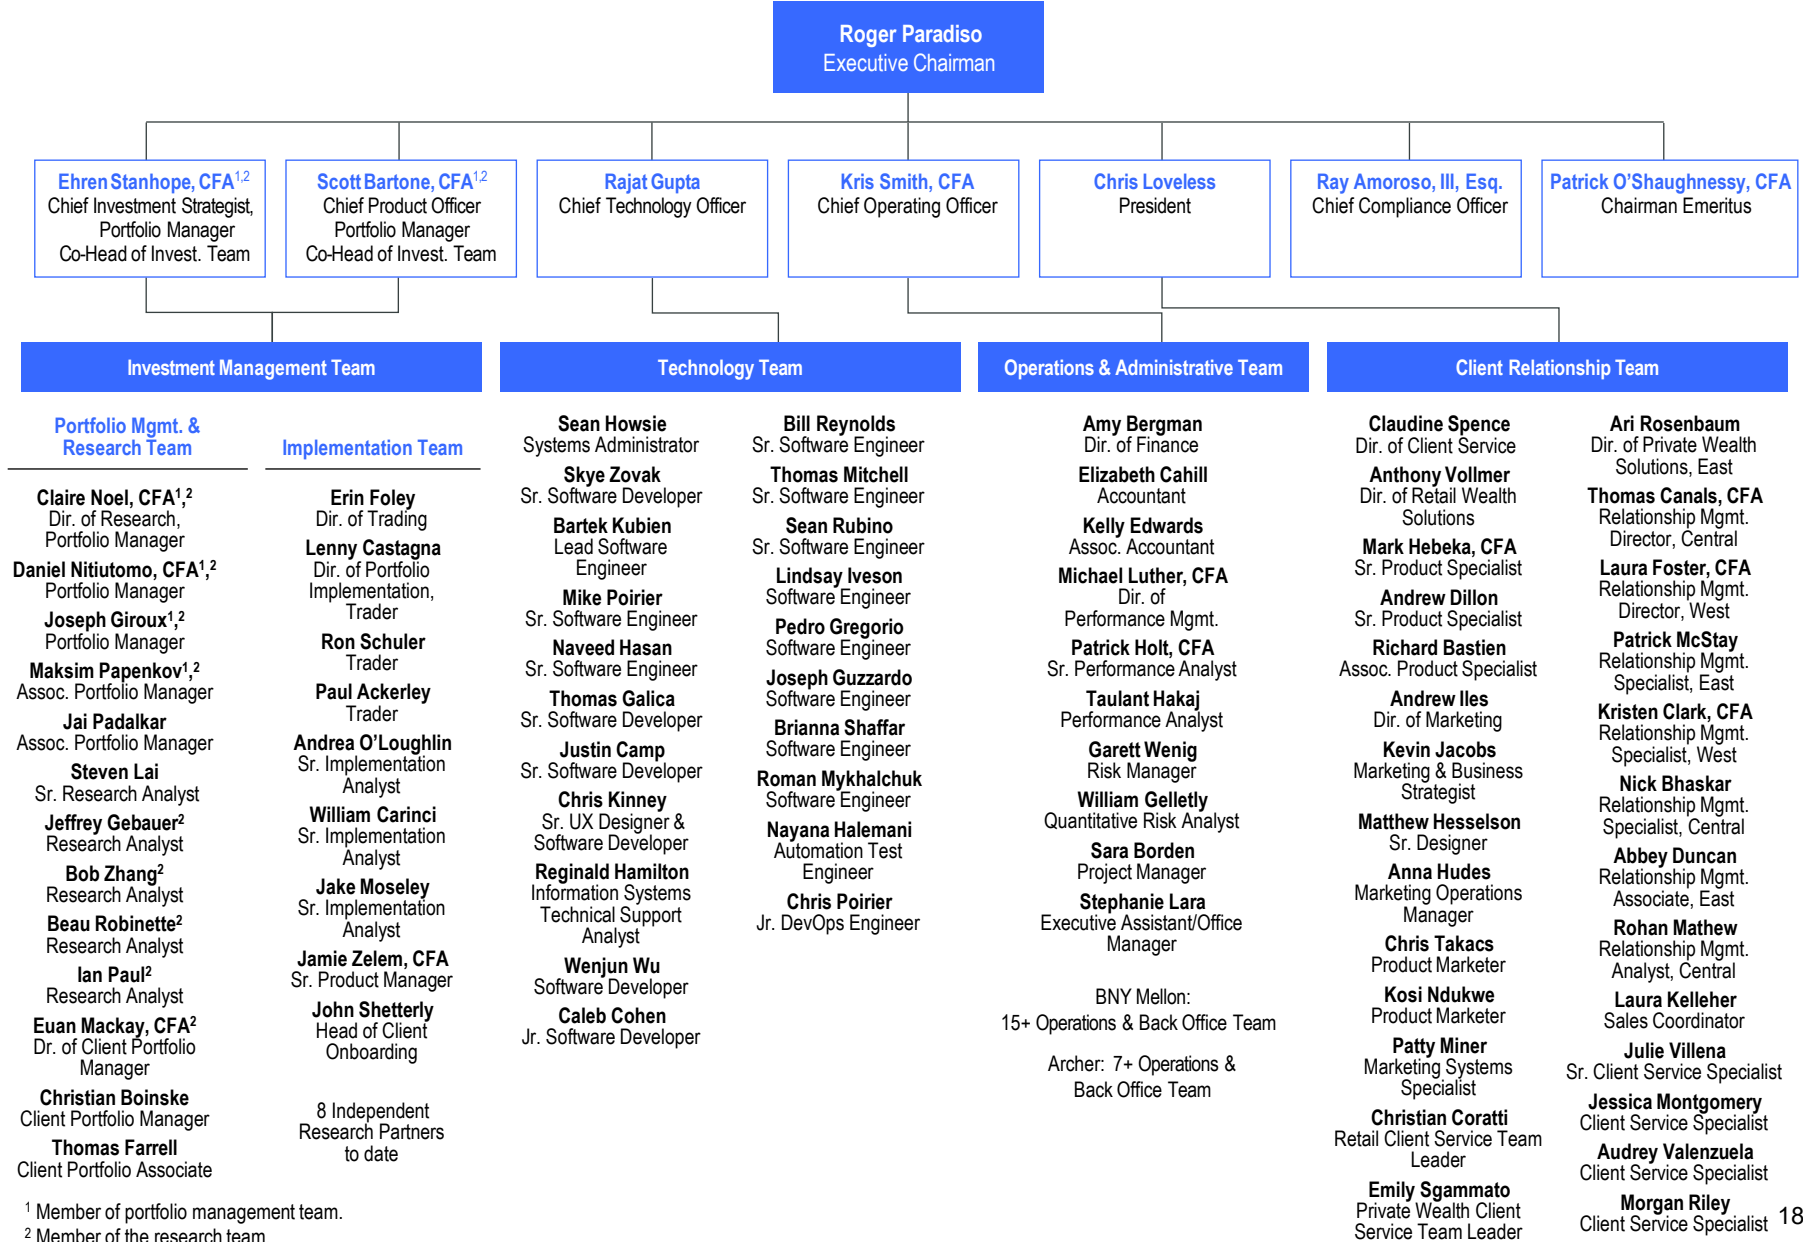 Roger Paradiso
Executive Chairman
Ehren Stanhope, CFA1,2
Chief Investment Strategist,
Portfolio Manager
Co-Head of Invest. Team
Scott Bartone, CFA1,2
Chief Product Officer
Portfolio Manager
Co-Head of Invest. Team
Rajat Gupta
Chief Technology Officer
Kris Smith, CFA
Chief Operating Officer
Chris Loveless
President
Ray Amoroso, III, Esq.
Chief Compliance Officer
Patrick O’Shaughnessy, CFA
Chairman Emeritus
Investment Management Team
Portfolio Mgmt. &
Research Team
Claire Noel, CFA1,2
Dir. of Research,
Portfolio Manager
Daniel Nitiutomo, CFA1,2
Portfolio Manager
Joseph Giroux1,2
Portfolio Manager
Maksim Papenkov1,2
Assoc. Portfolio Manager
Jai Padalkar
Assoc. Portfolio Manager
Steven Lai
Sr. Research Analyst
Jeffrey Gebauer2
Research Analyst
Bob Zhang2
Research Analyst
Beau Robinette2
Research Analyst
Ian Paul2
Research Analyst
Euan Mackay, CFA2
Dr. of Client Portfolio
Manager
Christian Boinske
Client Portfolio Manager
Thomas Farrell
Client Portfolio Associate
Implementation Team
Erin Foley
Dir. of Trading
Lenny Castagna
Dir. of Portfolio
Implementation,
Trader
Ron Schuler
Trader
Paul Ackerley
Trader
Andrea O’Loughlin
Sr. Implementation
Analyst
William Carinci
Sr. Implementation
Analyst
Jake Moseley
Sr. Implementation
Analyst
Jamie Zelem, CFA
Sr. Product Manager
John Shetterly
Head of Client
Onboarding
8 Independent
Research Partners
to date
Technology Team
Sean Howsie
Systems Administrator
Skye Zovak
Sr. Software Developer
Bartek Kubien
Lead Software
Engineer
Mike Poirier
Sr. Software Engineer
Naveed Hasan
Sr. Software Engineer
Thomas Galica
Sr. Software Developer
Justin Camp
Sr. Software Developer
Chris Kinney
Sr. UX Designer &
Software Developer
Reginald Hamilton
Information Systems
Technical Support
Analyst
Wenjun Wu
Software Developer
Caleb Cohen
Jr. Software Developer
Bill Reynolds
Sr. Software Engineer
Thomas Mitchell
Sr. Software Engineer
Sean Rubino
Sr. Software Engineer
Lindsay Iveson
Software Engineer
Pedro Gregorio
Software Engineer
Joseph Guzzardo
Software Engineer
Brianna Shaffar
Software Engineer
Roman Mykhalchuk
Software Engineer
Nayana Halemani
Automation Test
Engineer
Chris Poirier
Jr. DevOps Engineer
Operations & Administrative Team
Amy Bergman
Dir. of Finance
Elizabeth Cahill
Accountant
Kelly Edwards
Assoc. Accountant
Michael Luther, CFA
Dir. of
Performance Mgmt.
Patrick Holt, CFA
Sr. Performance Analyst
Taulant Hakaj
Performance Analyst
Garett Wenig
Risk Manager
William Gelletly
Quantitative Risk Analyst
Sara Borden
Project Manager
Stephanie Lara
Executive Assistant/Office
Manager
BNY Mellon:
15+ Operations & Back Office Team
Archer: 7+ Operations &
Back Office Team
Client Relationship Team
Claudine Spence
Dir. of Client Service
Anthony Vollmer
Dir. of Retail Wealth
Solutions
Mark Hebeka, CFA
Sr. Product Specialist
Andrew Dillon
Sr. Product Specialist
Richard Bastien
Assoc. Product Specialist
Andrew Iles
Dir. of Marketing
Kevin Jacobs
Marketing & Business
Strategist
Matthew Hesselson
Sr. Designer
Anna Hudes
Marketing Operations
Manager
Chris Takacs
Product Marketer
Kosi Ndukwe
Product Marketer
Patty Miner
Marketing Systems
Specialist
Christian Coratti
Retail Client Service Team
Leader
Emily Sgammato
Private Wealth Client
Service Team Leader
Ari Rosenbaum
Dir. of Private Wealth
Solutions, East
Thomas Canals, CFA
Relationship Mgmt.
Director, Central
Laura Foster, CFA
Relationship Mgmt.
Director, West
Patrick McStay
Relationship Mgmt.
Specialist, East
Kristen Clark, CFA
Relationship Mgmt.
Specialist, West
Nick Bhaskar
Relationship Mgmt.
Specialist, Central
Abbey Duncan
Relationship Mgmt.
Associate, East
Rohan Mathew
Relationship Mgmt.
Analyst, Central
Laura Kelleher
Sales Coordinator
Julie Villena
Sr. Client Service Specialist
Jessica Montgomery
Client Service Specialist
Audrey Valenzuela
Client Service Specialist
Morgan Riley
Client Service Specialist
1 Member of portfolio management team.
2 Member of the research team
18